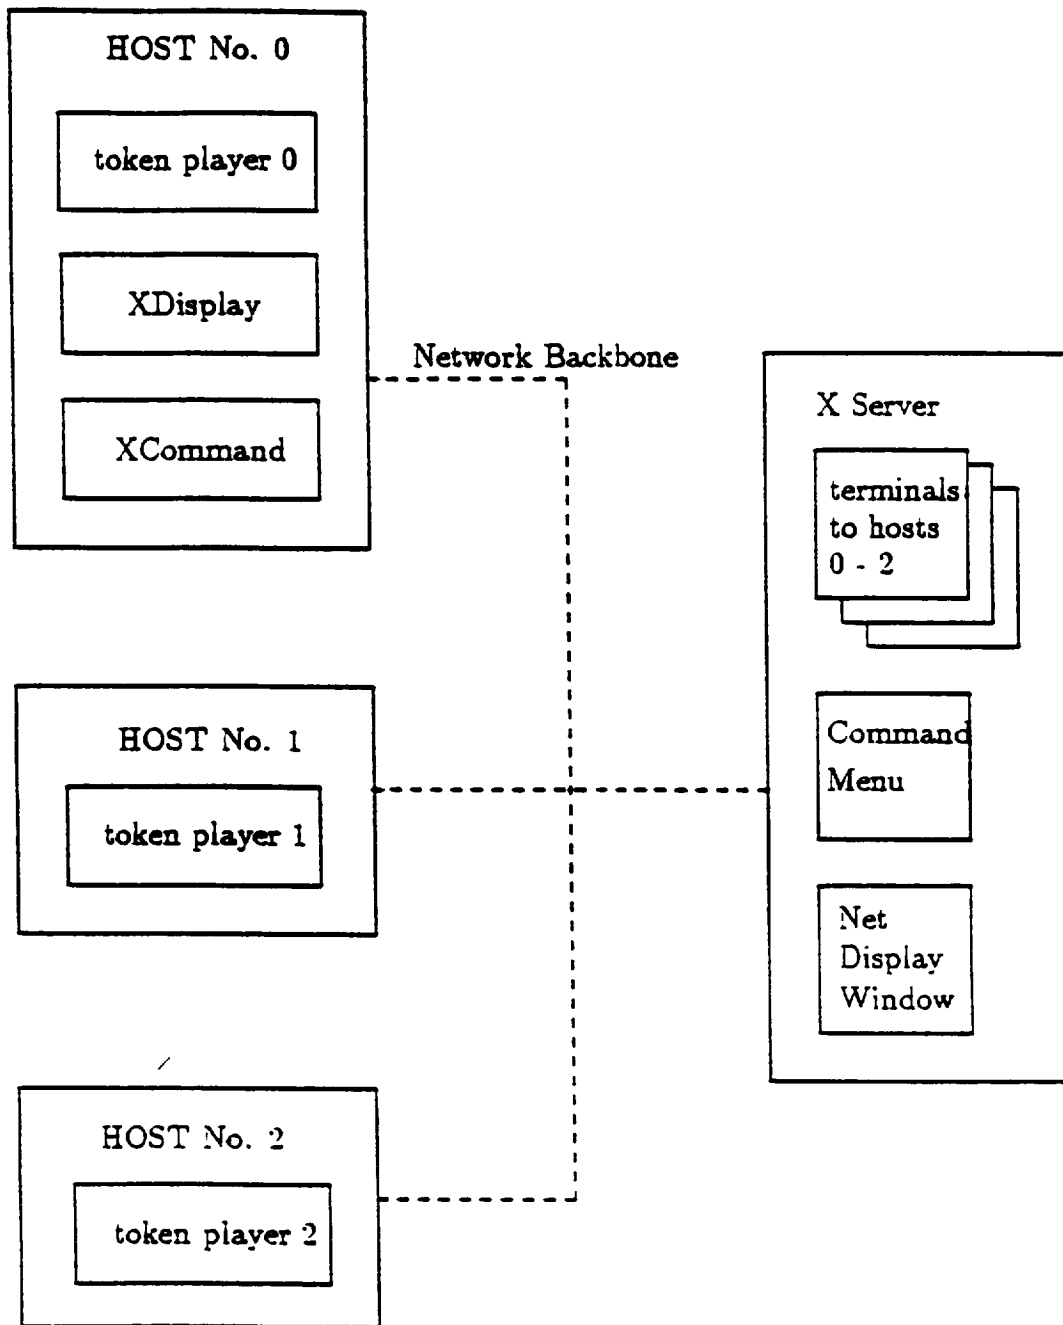 HOST No. 0
token player 0
XDisplay
XCommand
Network Backbone
X Server
terminals
to hosts
0 - 2
Command
Menu
Net
Display
Window
HOST No. 1
token player 1
HOST No. 2
token player 2